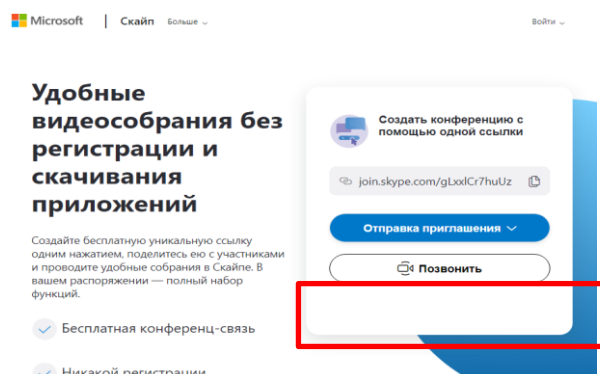 Microsoft | Скайп Больше Войти
Удобные
видеособрания без
регистрации и
скачивания
приложений
Создайте бесплатную уникальную ссылку
одним нажатием, поделитесь ею с участниками
и проводите удобные собрания в Скайпе. В
вашем распоряжении — полный набор
функций.
Бесплатная конференц-связь
Никакой регистрации
Создать конференцию с
помощью одной ссылки
join.skype.com/gLxxlCr7huUz
Отправка приглашения
Позвонить